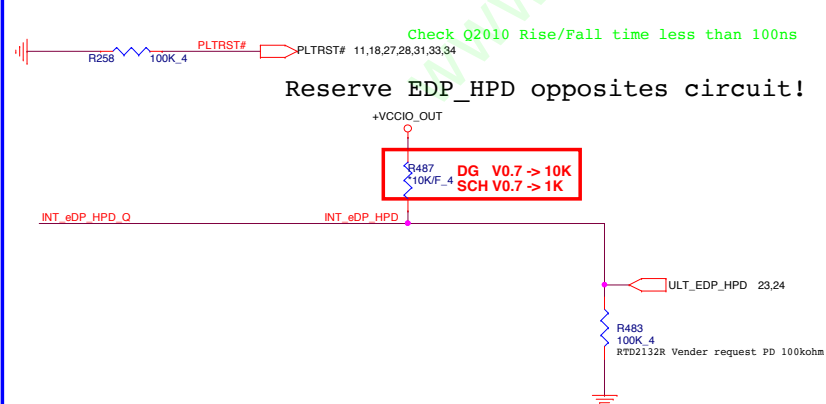 Check Q2010 Rise/Fall time less than 100ns
PLTRST#
PLTRST# 11,18,27,28,31,33,34
R258 100K_4
Reserve EDP_HPD opposites circuit!
+VCCIO_OUT
R487
*10K/F_4
DG V0.7 -> 10K
SCH V0.7 -> 1K
INT_eDP_HPD_Q
INT_eDP_HPD
ULT_EDP_HPD 23,24
R483
100K_4
RTD2132R Vender request PD 100kohm